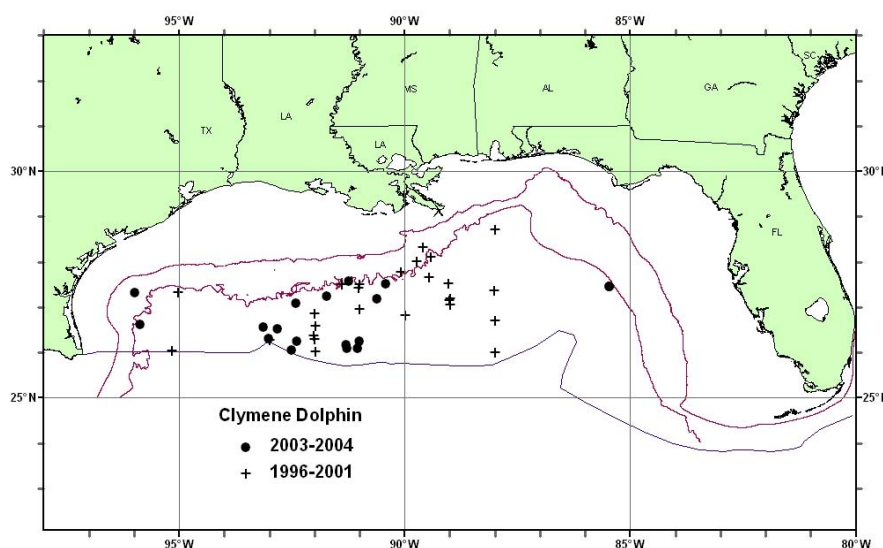 95°W 90°W 85°W
SC
MS AL GA
LA
TX
LA
30°N 30°N
FL
25°N 25°N
Clymene Dolphin
2003-2004
1996-2001
95°W 90°W 85°W 80°W